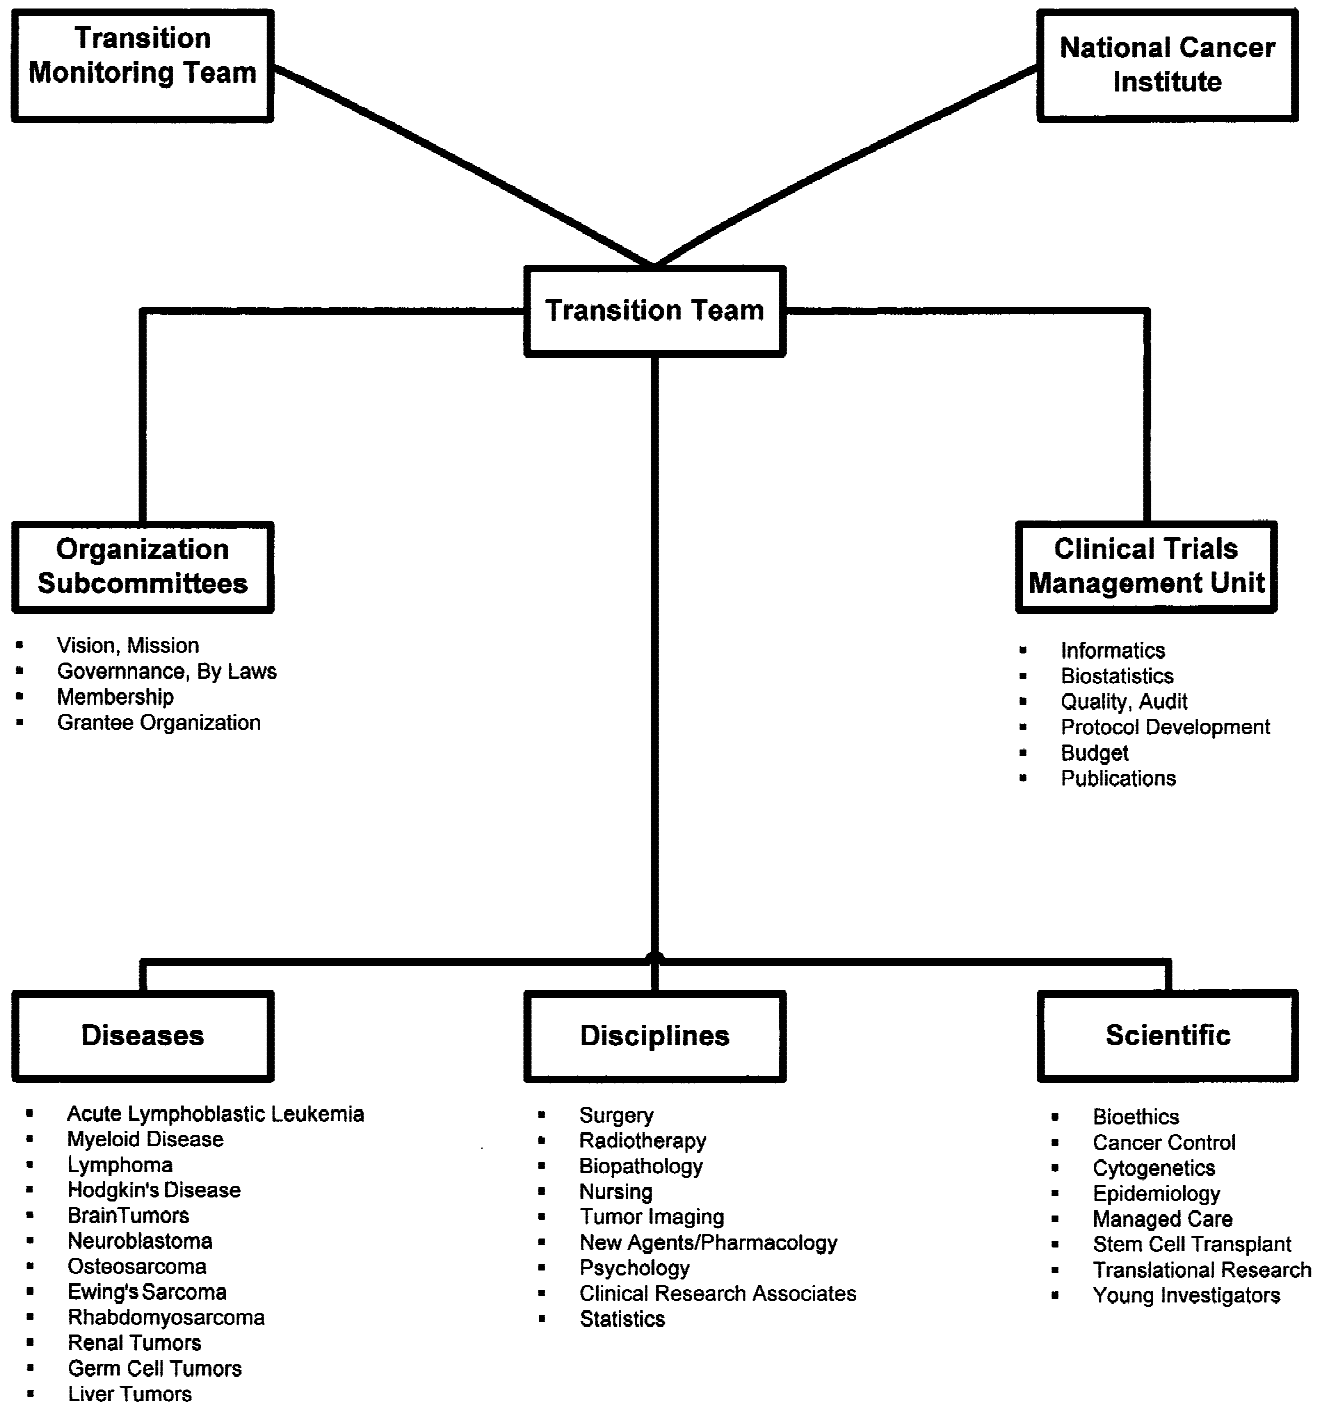 Transition
Monitoring Team
National Cancer
Institute
Transition Team
Organization
Subcommittees
▪ Vision, Mission
▪ Governnance, By Laws
▪ Membership
▪ Grantee Organization
Clinical Trials
Management Unit
▪ Informatics
▪ Biostatistics
▪ Quality, Audit
▪ Protocol Development
▪ Budget
▪ Publications
Diseases
▪ Acute Lymphoblastic Leukemia
▪ Myeloid Disease
▪ Lymphoma
▪ Hodgkin's Disease
▪ BrainTumors
▪ Neuroblastoma
▪ Osteosarcoma
▪ Ewing's Sarcoma
▪ Rhabdomyosarcoma
▪ Renal Tumors
▪ Germ Cell Tumors
▪ Liver Tumors
Disciplines
▪ Surgery
▪ Radiotherapy
▪ Biopathology
▪ Nursing
▪ Tumor Imaging
▪ New Agents/Pharmacology
▪ Psychology
▪ Clinical Research Associates
▪ Statistics
Scientific
▪ Bioethics
▪ Cancer Control
▪ Cytogenetics
▪ Epidemiology
▪ Managed Care
▪ Stem Cell Transplant
▪ Translational Research
▪ Young Investigators